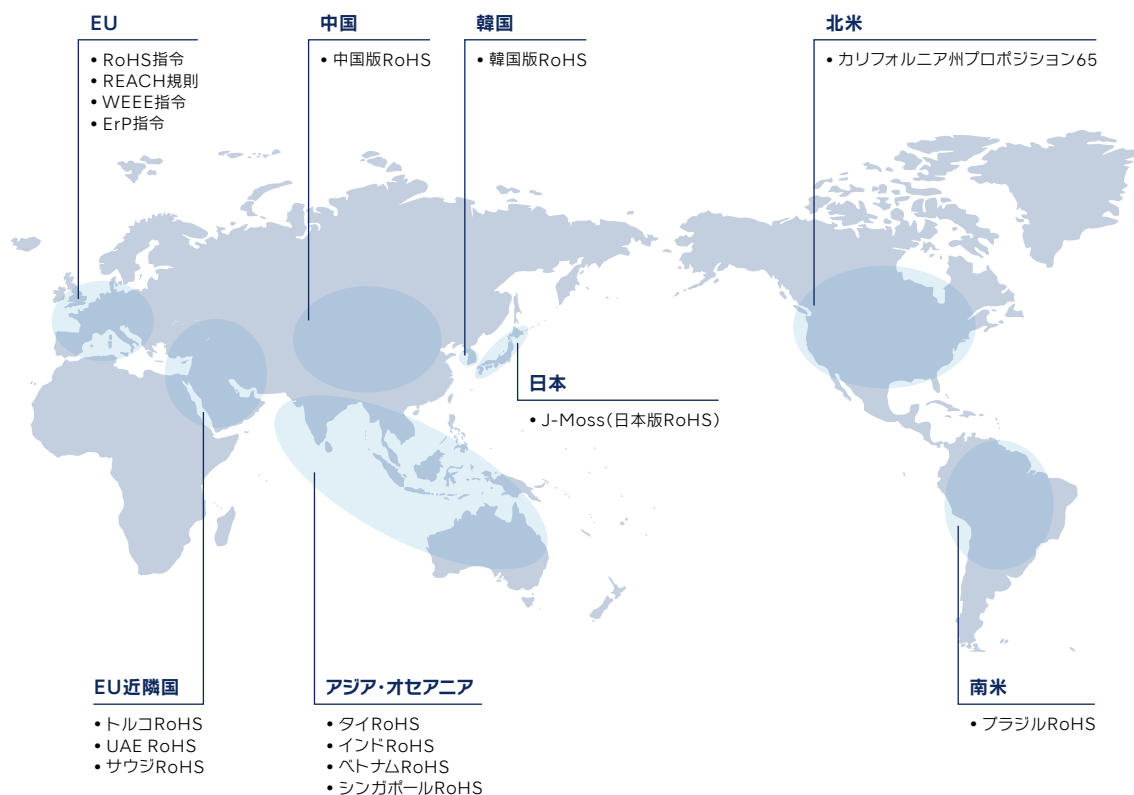 EU
• RoHS指令
• REACH規則
• WEEE指令
• ErP指令
中国
• 中国版RoHS
韓国
• 韓国版RoHS
北米
• カリフォルニア州プロポジション65
日本
• J-Moss(日本版RoHS)
EU近隣国
• トルコRoHS
• UAE RoHS
• サウジRoHS
アジア・オセアニア
• タイRoHS
• インドRoHS
• ベトナムRoHS
• シンガポールRoHS
南米
• ブラジルRoHS